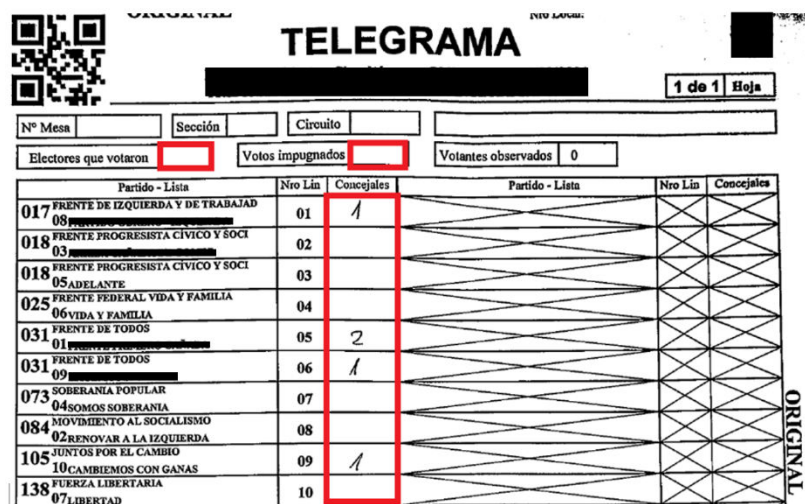 ORIGINAL
Nro Local:
TELEGRAMA
1 de 1 Hoja
Nº Mesa Sección Circuito
Electores que votaron Votos impugnados Votantes observados 0
Partido - Lista Nro Lin Concejales Partido - Lista Nro Lin Concejales
017 FRENTE DE IZQUIERDA Y DE TRABAJAD
08 01 1
018 FRENTE PROGRESISTA CÍVICO Y SOCI
03 02
018 FRENTE PROGRESISTA CÍVICO Y SOCI
05 ADELANTE 03
025 FRENTE FEDERAL VIDA Y FAMILIA
06 VIDA Y FAMILIA 04
031 FRENTE DE TODOS
01 05 2
031 FRENTE DE TODOS
09 06 1
073 SOBERANIA POPULAR
04 SOMOS SOBERANIA 07
084 MOVIMIENTO AL SOCIALISMO
02 RENOVAR A LA IZQUIERDA 08
105 JUNTOS POR EL CAMBIO
10 CAMBIEMOS CON GANAS 09 1
138 FUERZA LIBERTARIA
07 LIBERTAD 10
ORIGINAL